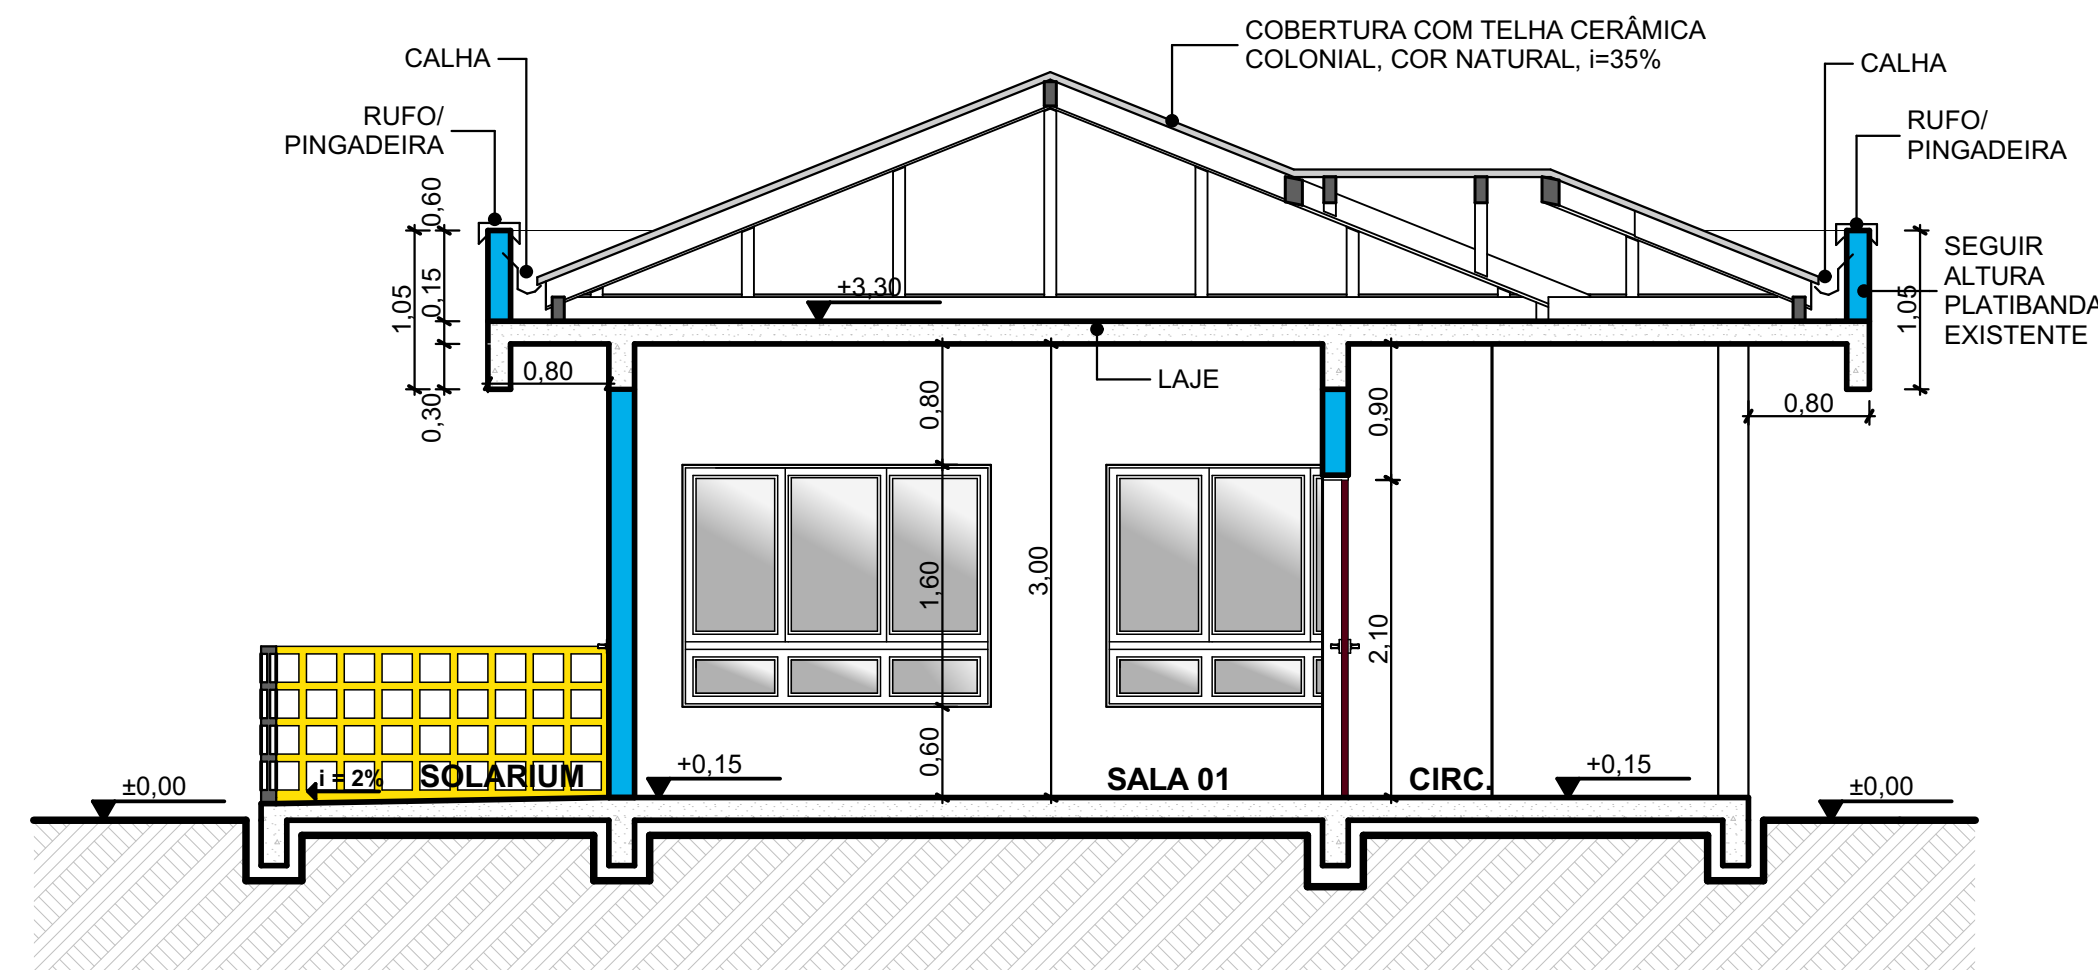 COBERTURA COM TELHA CERÂMICA
COLONIAL, COR NATURAL, i=35%
CALHA
CALHA
RUFO/
PINGADEIRA
RUFO/
PINGADEIRA
0,60
0,15
1,05
0,30
0,80
+3,30
SEGUIR
ALTURA
PLATIBANDA
EXISTENTE
1,05
LAJE
0,80
0,80
0,90
1,60
3,00
2,10
0,60
i = 2%
SOLARIUM
+0,15
SALA 01
CIRC.
+0,15
±0,00
±0,00